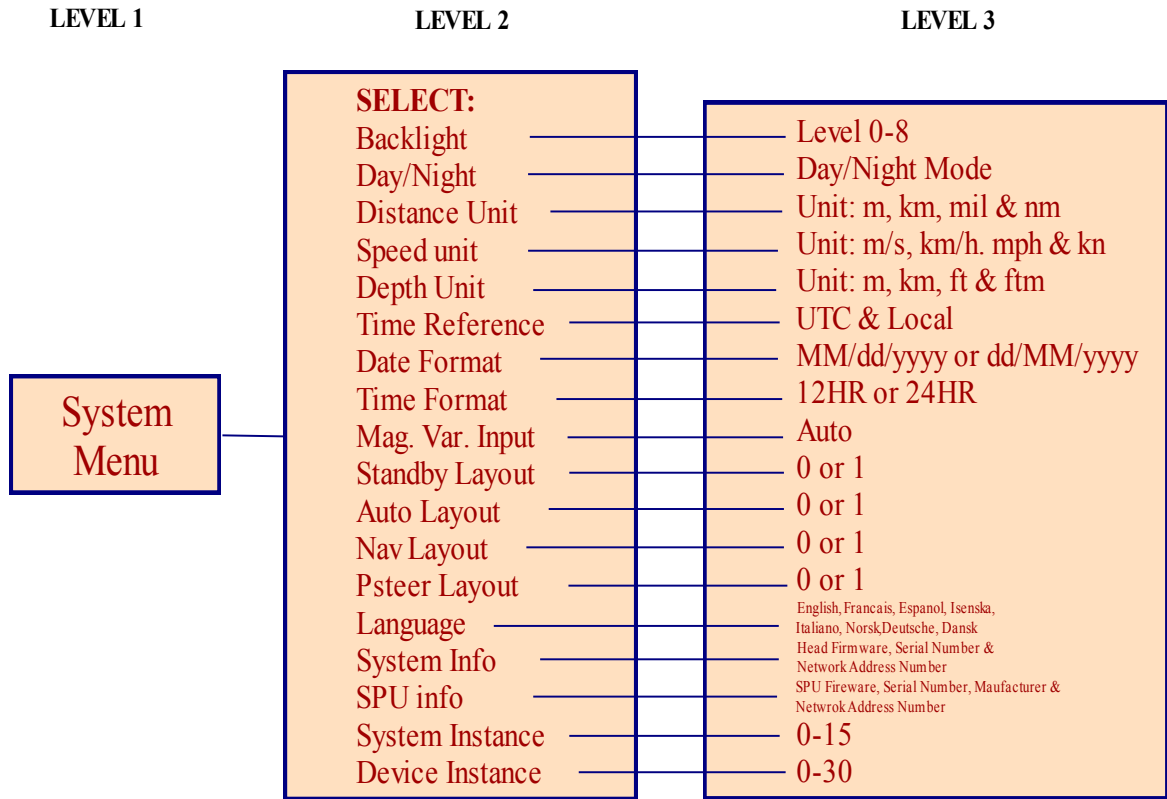 LEVEL 1
LEVEL 2
LEVEL 3
System
Menu
SELECT:
Backlight
Day/Night
Distance Unit
Speed unit
Depth Unit
Time Reference
Date Format
Time Format
Mag. Var. Input
Standby Layout
Auto Layout
Nav Layout
Psteer Layout
Language
System Info
SPU info
System Instance
Device Instance
Level 0-8
Day/Night Mode
Unit: m, km, mil & nm
Unit: m/s, km/h. mph & kn
Unit: m, km, ft & ftm
UTC & Local
MM/dd/yyyy or dd/MM/yyyy
12HR or 24HR
Auto
0 or 1
0 or 1
0 or 1
0 or 1
English, Francais, Espanol, Isenska,
Italiano, Norsk,Deutsche, Dansk
Head Firmware, Serial Number &
Network Address Number
SPU Fireware, Serial Number, Maufacturer &
Netwrok Address Number
0-15
0-30